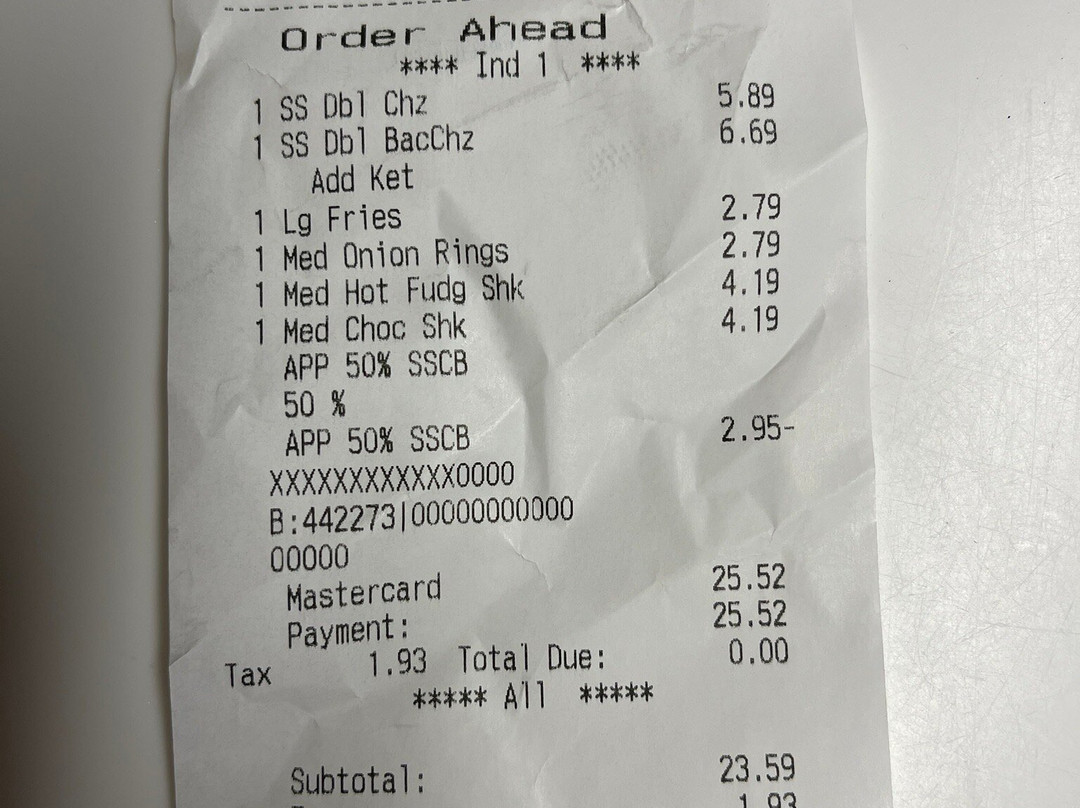 Order Ahead
**** Ind 1 ****
1 SS Dbl Chz 5.89
1 SS Dbl BacChz 6.69
Add Ket
1 Lg Fries 2.79
1 Med Onion Rings 2.79
1 Med Hot Fudg Shk 4.19
1 Med Choc Shk 4.19
APP 50% SSCB
50 %
APP 50% SSCB 2.95-
XXXXXXXXXXXX0000
B:442273|00000000000
00000
Mastercard 25.52
Payment: 25.52
Tax 1.93 Total Due: 0.00
***** All *****
Subtotal: 23.59
1.93